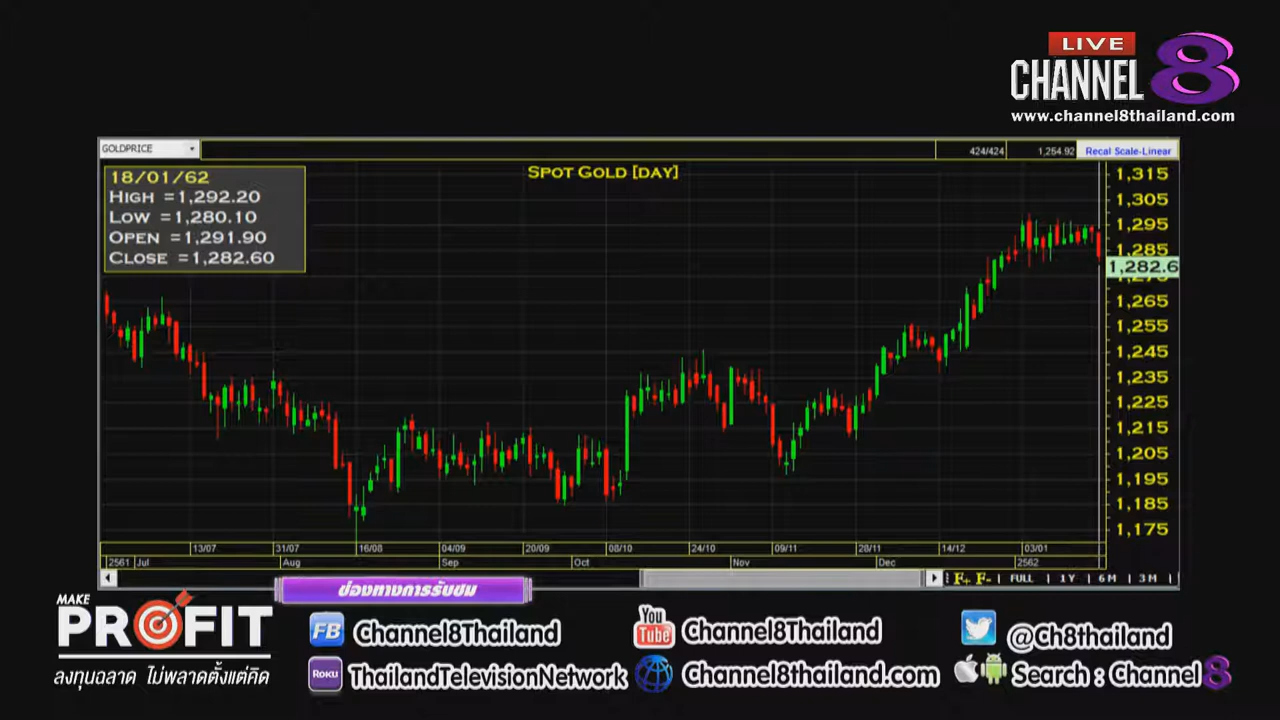 LIVE
CHANNEL 8
www.channel8thailand.com
GOLDPRICE
424/424
1,254.92
Recal Scale-Linear
Spot Gold [DAY]
18/01/62
High =1,292.20
Low =1,280.10
Open =1,291.90
Close =1,282.60
1,315
1,305
1,295
1,285
1,282.6
1,265
1,255
1,245
1,235
1,225
1,215
1,205
1,195
1,185
1,175
13/07 31/07 16/08 04/09 20/09 08/10 24/10 09/11 28/11 14/12 03/01
2561 Jul Aug Sep Oct Nov Dec 2562
F+ F- FULL 1 Y 6 M 3 M
ช่องทางการรับชม
MAKE
PROFIT
ลงทุนฉลาด ไม่พลาดตั้งแต่คิด
FB Channel8Thailand
You Tube Channel8Thailand
@Ch8thailand
ROKU ThailandTelevisionNetwork
Channel8thailand.com
Search : Channel 8